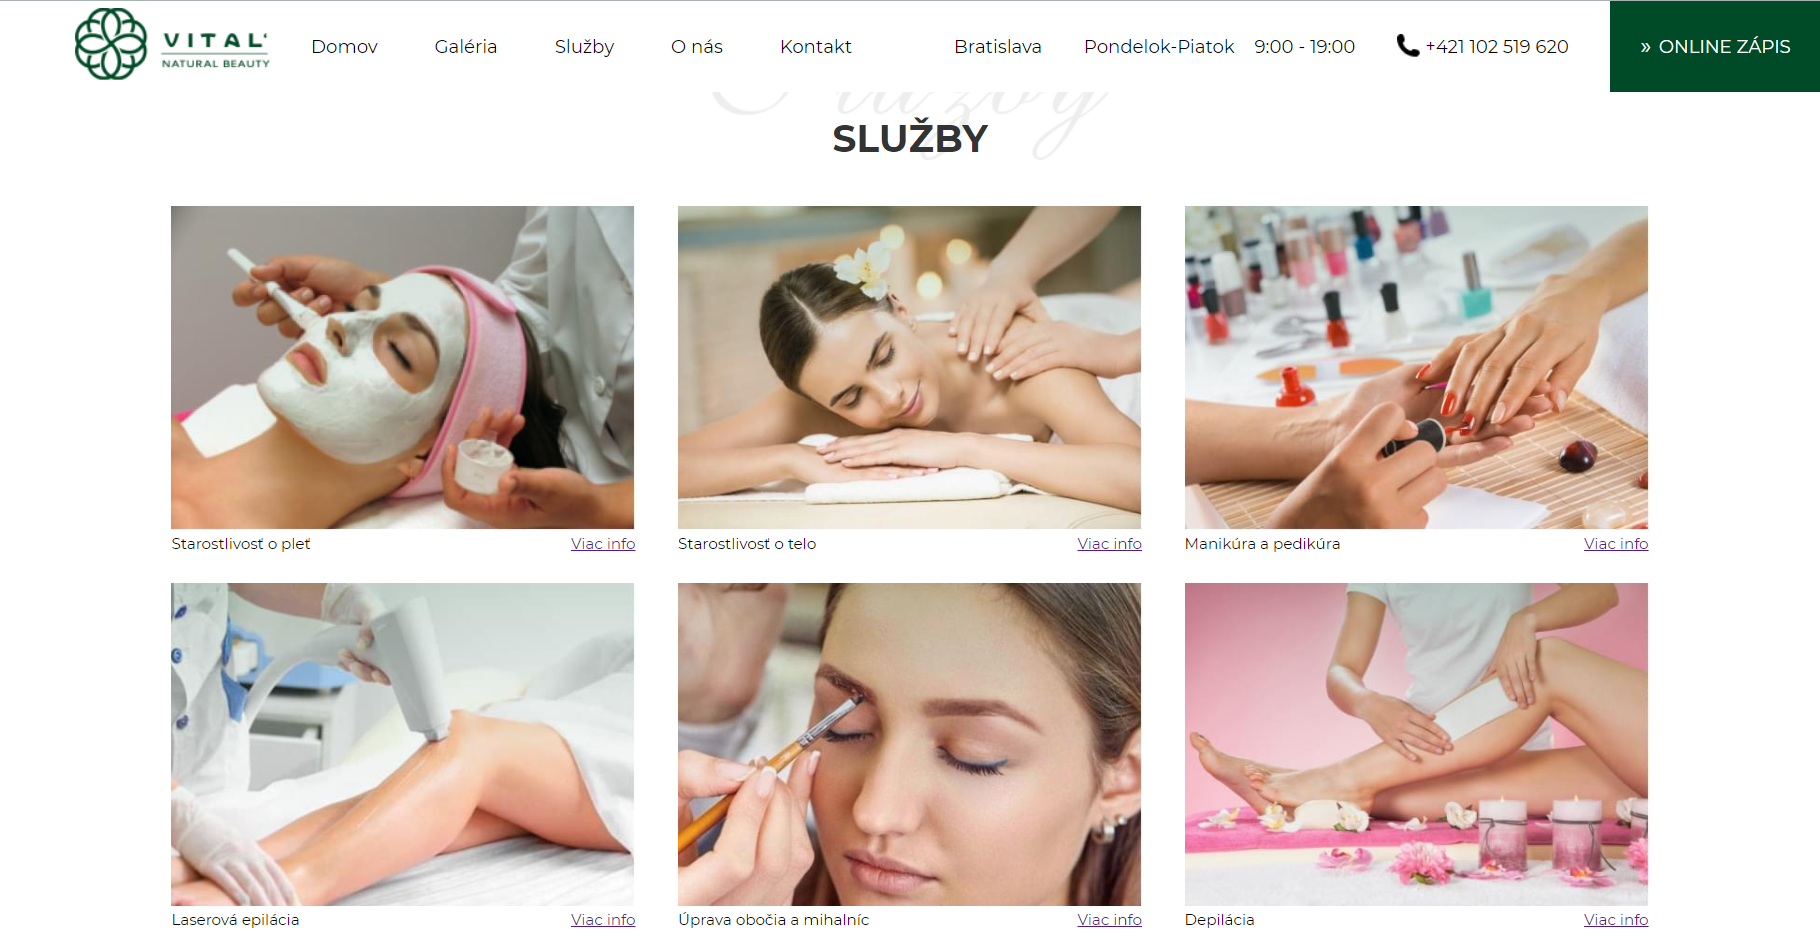 VITAL'
NATURAL BEAUTY
Domov Galéria Služby O nás Kontakt Bratislava Pondelok-Piatok 9:00 - 19:00 +421 102 519 620 » ONLINE ZÁPIS
Služby
SLUŽBY
Starostlivosť o pleť Viac info
Starostlivosť o telo Viac info
Manikúra a pedikúra Viac info
Laserová epilácia Viac info
Úprava obočia a mihalníc Viac info
Depilácia Viac info